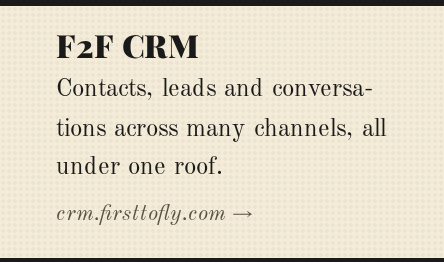 F2F CRM
Contacts, leads and conversa-
tions across many channels, all
under one roof.
crm.firsttofly.com →